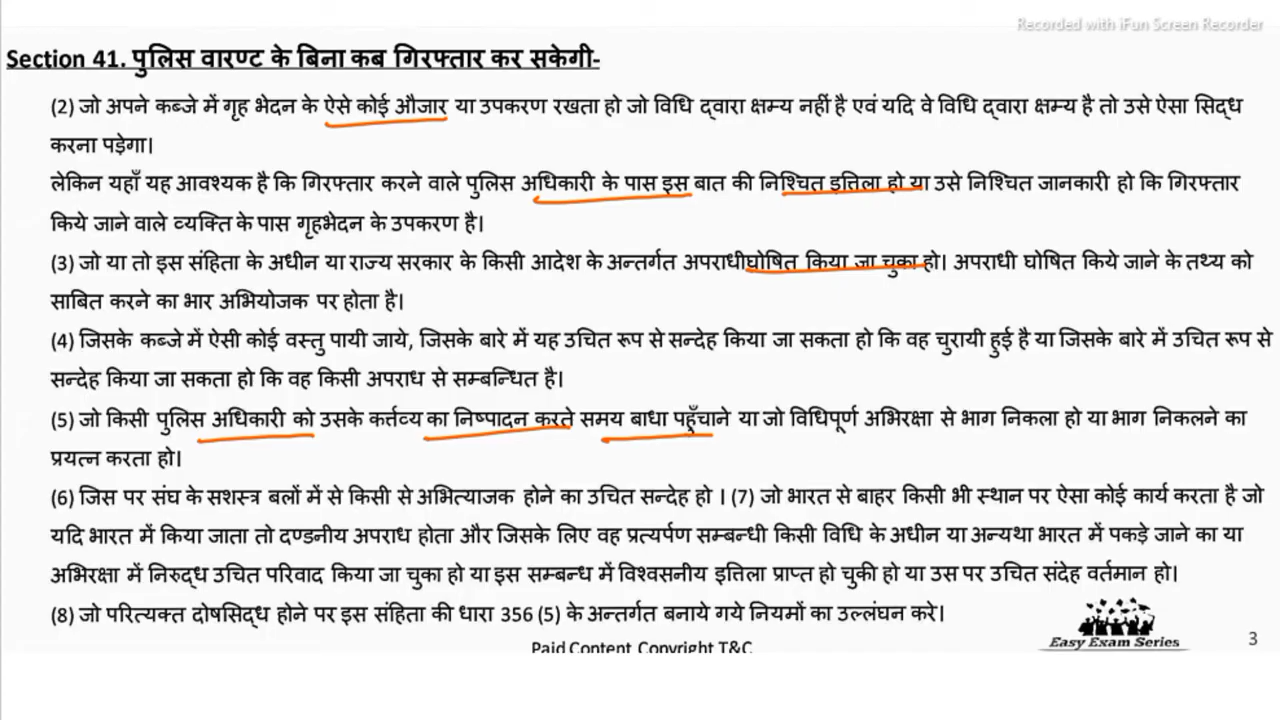 Recorded with iFun Screen Recorder
Section 41. पुलिस वारण्ट के बिना कब गिरफ्तार कर सकेगी-
(2) जो अपने कब्जे में गृह भेदन के ऐसे कोई औजार या उपकरण रखता हो जो विधि द्वारा क्षम्य नहीं है एवं यदि वे विधि द्वारा क्षम्य है तो उसे ऐसा सिद्ध
करना पड़ेगा।
लेकिन यहाँ यह आवश्यक है कि गिरफ्तार करने वाले पुलिस अधिकारी के पास इस बात की निश्चित इत्तिला हो या उसे निश्चित जानकारी हो कि गिरफ्तार
किये जाने वाले व्यक्ति के पास गृहभेदन के उपकरण है।
(3) जो या तो इस संहिता के अधीन या राज्य सरकार के किसी आदेश के अन्तर्गत अपराधी घोषित किया जा चुका हो। अपराधी घोषित किये जाने के तथ्य को
साबित करने का भार अभियोजक पर होता है।
(4) जिसके कब्जे में ऐसी कोई वस्तु पायी जाये, जिसके बारे में यह उचित रूप से सन्देह किया जा सकता हो कि वह चुरायी हुई है या जिसके बारे में उचित रूप से
सन्देह किया जा सकता हो कि वह किसी अपराध से सम्बन्धित है।
(5) जो किसी पुलिस अधिकारी को उसके कर्त्तव्य का निष्पादन करते समय बाधा पहुँचाने या जो विधिपूर्ण अभिरक्षा से भाग निकला हो या भाग निकलने का
प्रयत्न करता हो।
(6) जिस पर संघ के सशस्त्र बलों में से किसी से अभित्याजक होने का उचित सन्देह हो । (7) जो भारत से बाहर किसी भी स्थान पर ऐसा कोई कार्य करता है जो
यदि भारत में किया जाता तो दण्डनीय अपराध होता और जिसके लिए वह प्रत्यर्पण सम्बन्धी किसी विधि के अधीन या अन्यथा भारत में पकड़े जाने का या
अभिरक्षा में निरुद्ध उचित परिवाद किया जा चुका हो या इस सम्बन्ध में विश्वसनीय इत्तिला प्राप्त हो चुकी हो या उस पर उचित संदेह वर्तमान हो।
(8) जो परित्यक्त दोषसिद्ध होने पर इस संहिता की धारा 356 (5) के अन्तर्गत बनाये गये नियमों का उल्लंघन करे।
Paid Content Copyright T&C
Easy Exam Series
3